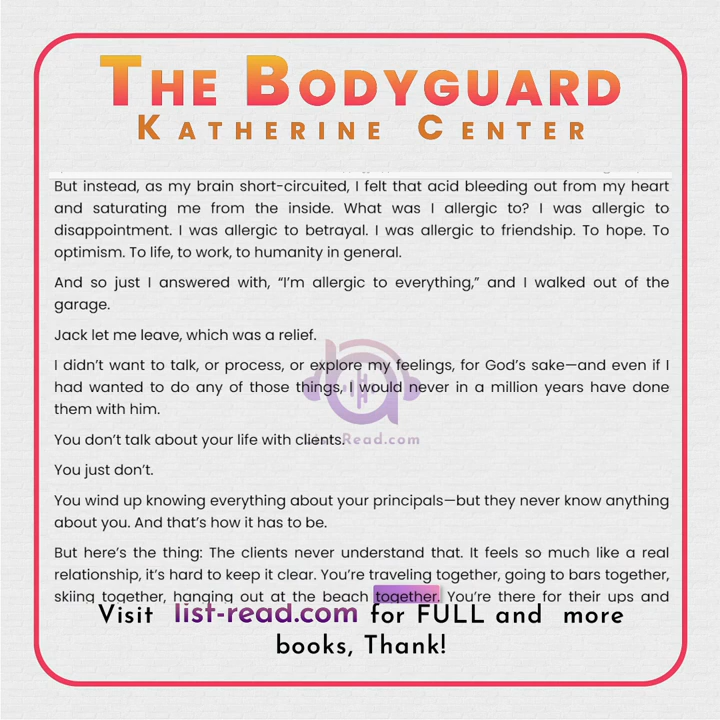 The Bodyguard
Katherine Center
But instead, as my brain short-circuited, I felt that acid bleeding out from my heart
and saturating me from the inside. What was I allergic to? I was allergic to
disappointment. I was allergic to betrayal. I was allergic to friendship. To hope. To
optimism. To life, to work, to humanity in general.
And so just I answered with, “I’m allergic to everything,” and I walked out of the
garage.
Jack let me leave, which was a relief.
I didn’t want to talk, or process, or explore my feelings, for God’s sake—and even if I
had wanted to do any of those things, I would never in a million years have done
them with him.
You don’t talk about your life with clients.
Read.com
You just don’t.
You wind up knowing everything about your principals—but they never know anything
about you. And that’s how it has to be.
But here’s the thing: The clients never understand that. It feels so much like a real
relationship, it’s hard to keep it clear. You’re traveling together, going to bars together,
skiing together, hanging out at the beach together. You’re there for their ups and
Visit list-read.com for FULL and more
books, Thank!